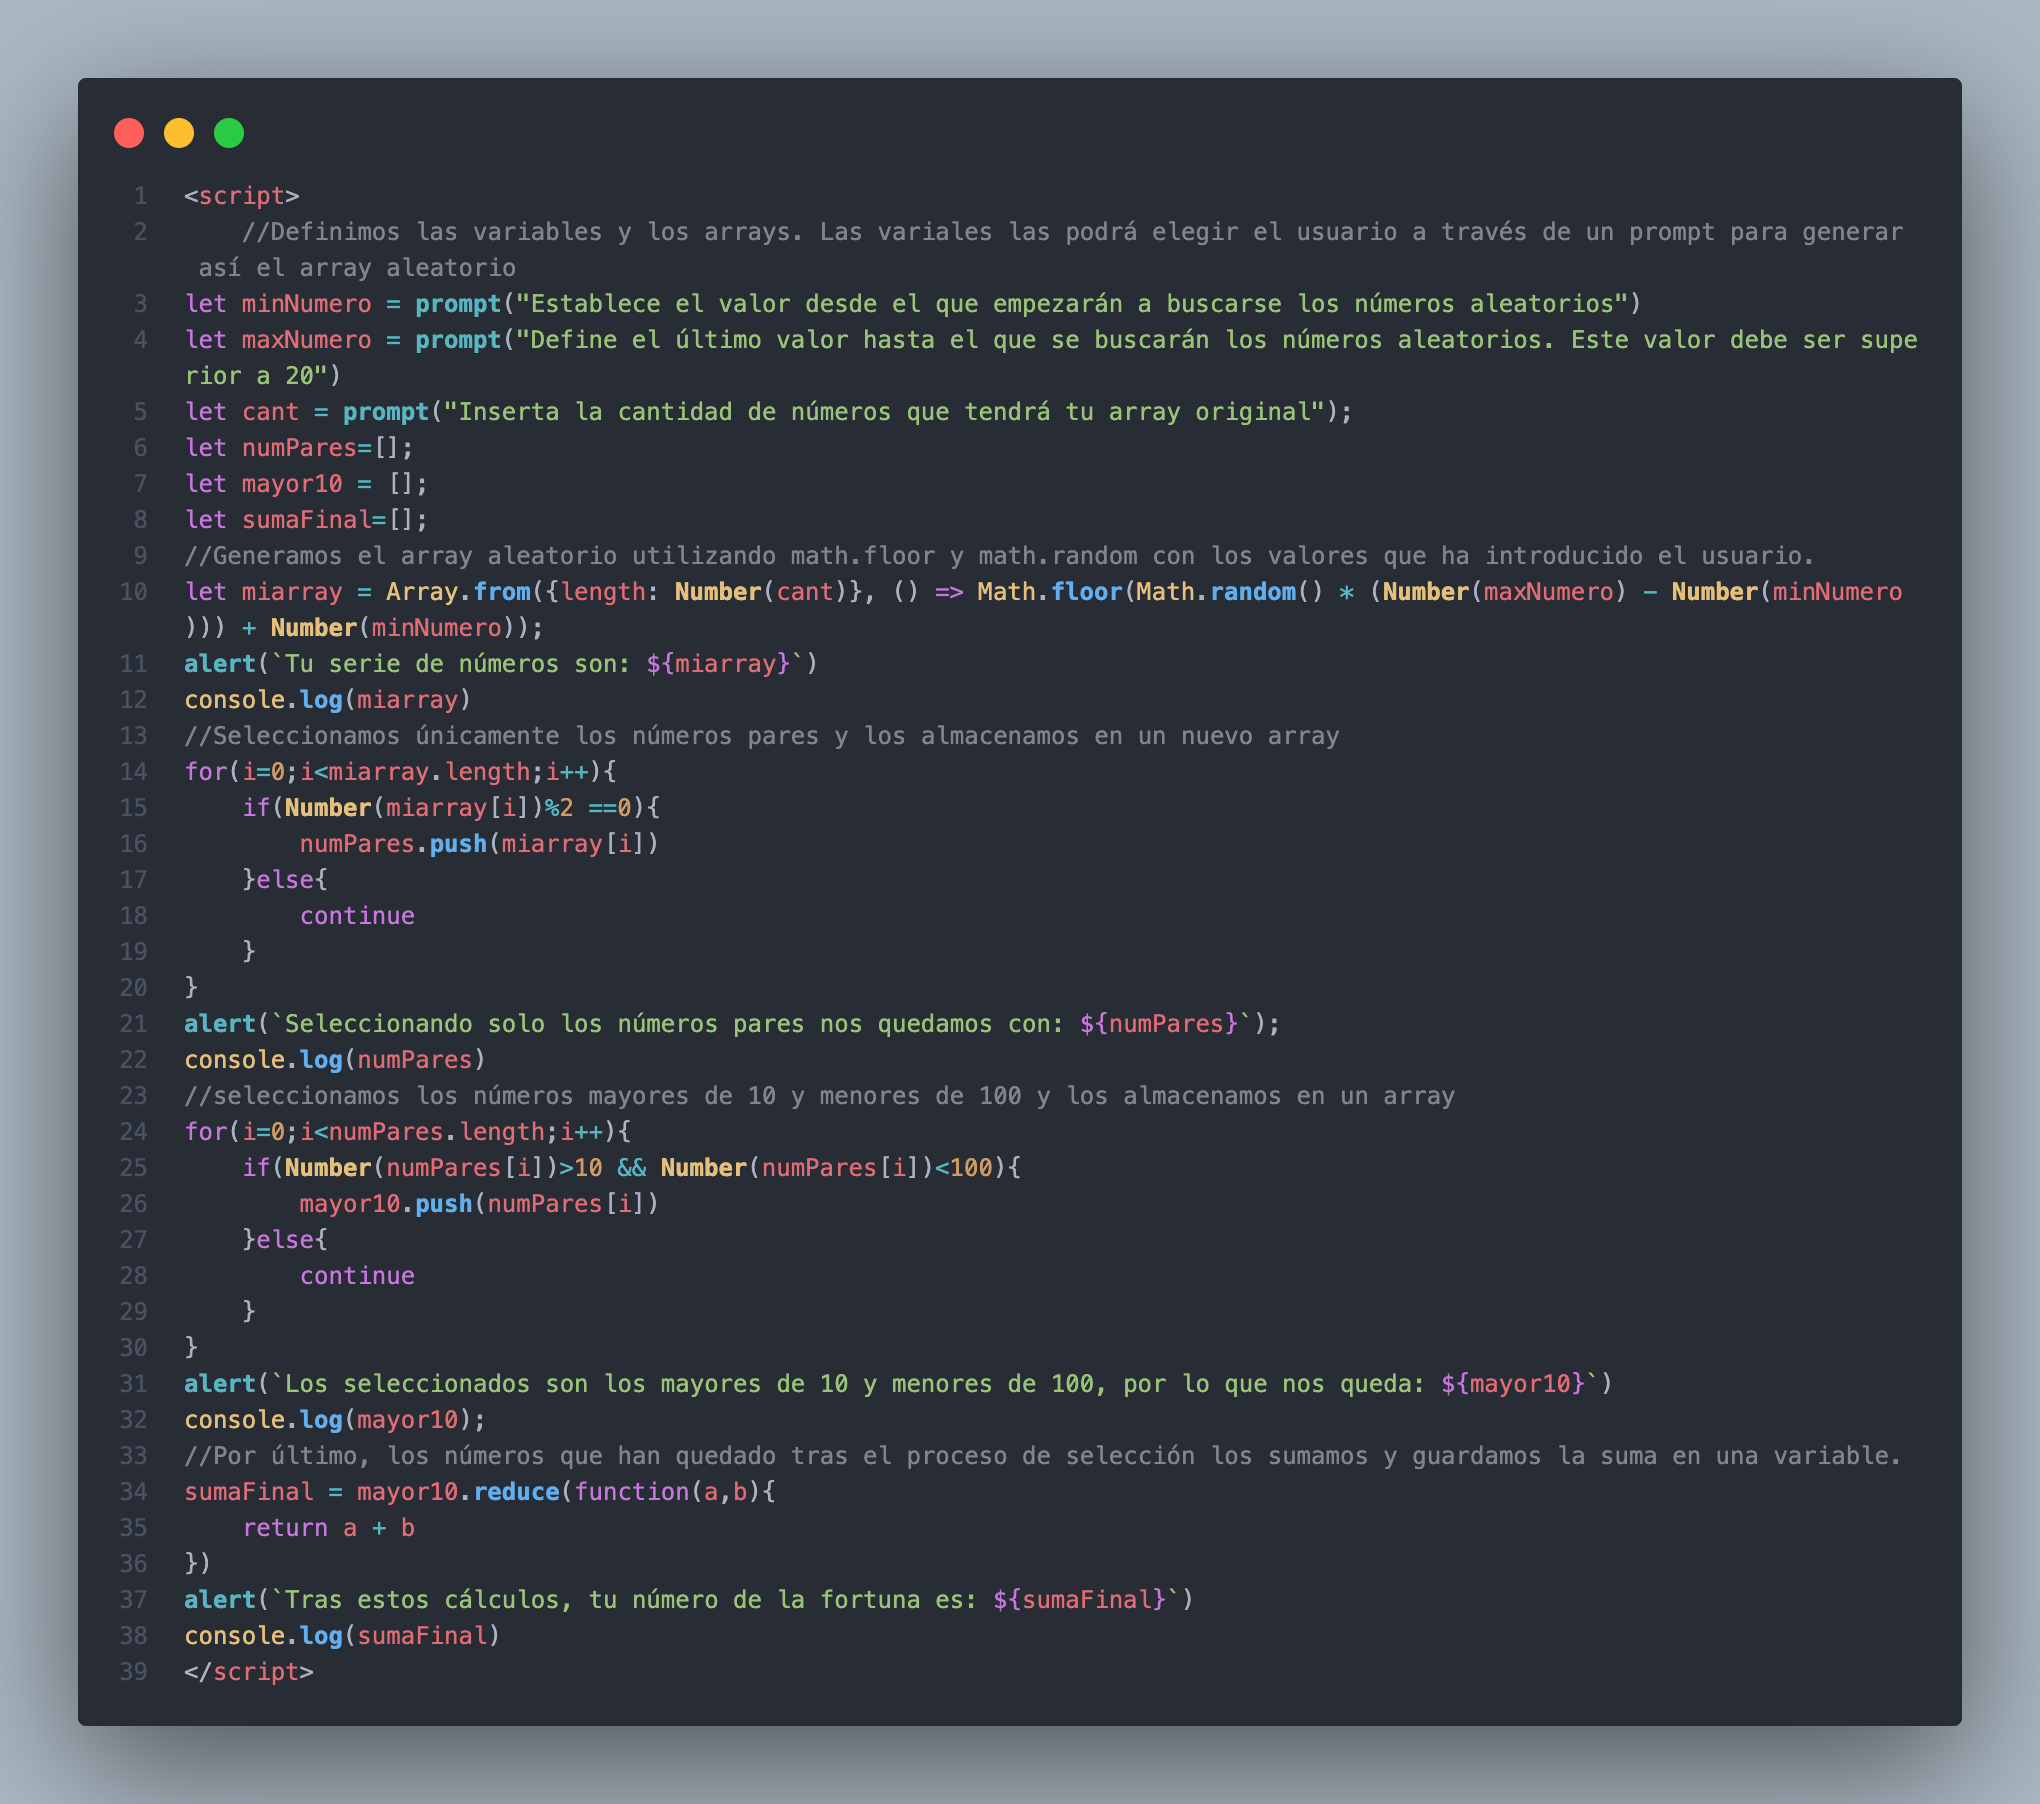 1 <script>
2     //Definimos las variables y los arrays. Las variales las podrá elegir el usuario a través de un prompt para generar
 así el array aleatorio
3 let minNumero = prompt("Establece el valor desde el que empezarán a buscarse los números aleatorios")
4 let maxNumero = prompt("Define el último valor hasta el que se buscarán los números aleatorios. Este valor debe ser supe
rior a 20")
5 let cant = prompt("Inserta la cantidad de números que tendrá tu array original");
6 let numPares=[];
7 let mayor10 = [];
8 let sumaFinal=[];
9 //Generamos el array aleatorio utilizando math.floor y math.random con los valores que ha introducido el usuario.
10 let miarray = Array.from({length: Number(cant)}, () => Math.floor(Math.random() * (Number(maxNumero) - Number(minNumero
))) + Number(minNumero));
11 alert(`Tu serie de números son: ${miarray}`)
12 console.log(miarray)
13 //Seleccionamos únicamente los números pares y los almacenamos en un nuevo array
14 for(i=0;i<miarray.length;i++){
15     if(Number(miarray[i])%2 ==0){
16         numPares.push(miarray[i])
17     }else{
18         continue
19     }
20 }
21 alert(`Seleccionando solo los números pares nos quedamos con: ${numPares}`);
22 console.log(numPares)
23 //seleccionamos los números mayores de 10 y menores de 100 y los almacenamos en un array
24 for(i=0;i<numPares.length;i++){
25     if(Number(numPares[i])>10 && Number(numPares[i])<100){
26         mayor10.push(numPares[i])
27     }else{
28         continue
29     }
30 }
31 alert(`Los seleccionados son los mayores de 10 y menores de 100, por lo que nos queda: ${mayor10}`)
32 console.log(mayor10);
33 //Por último, los números que han quedado tras el proceso de selección los sumamos y guardamos la suma en una variable.
34 sumaFinal = mayor10.reduce(function(a,b){
35     return a + b
36 })
37 alert(`Tras estos cálculos, tu número de la fortuna es: ${sumaFinal}`)
38 console.log(sumaFinal)
39 </script>